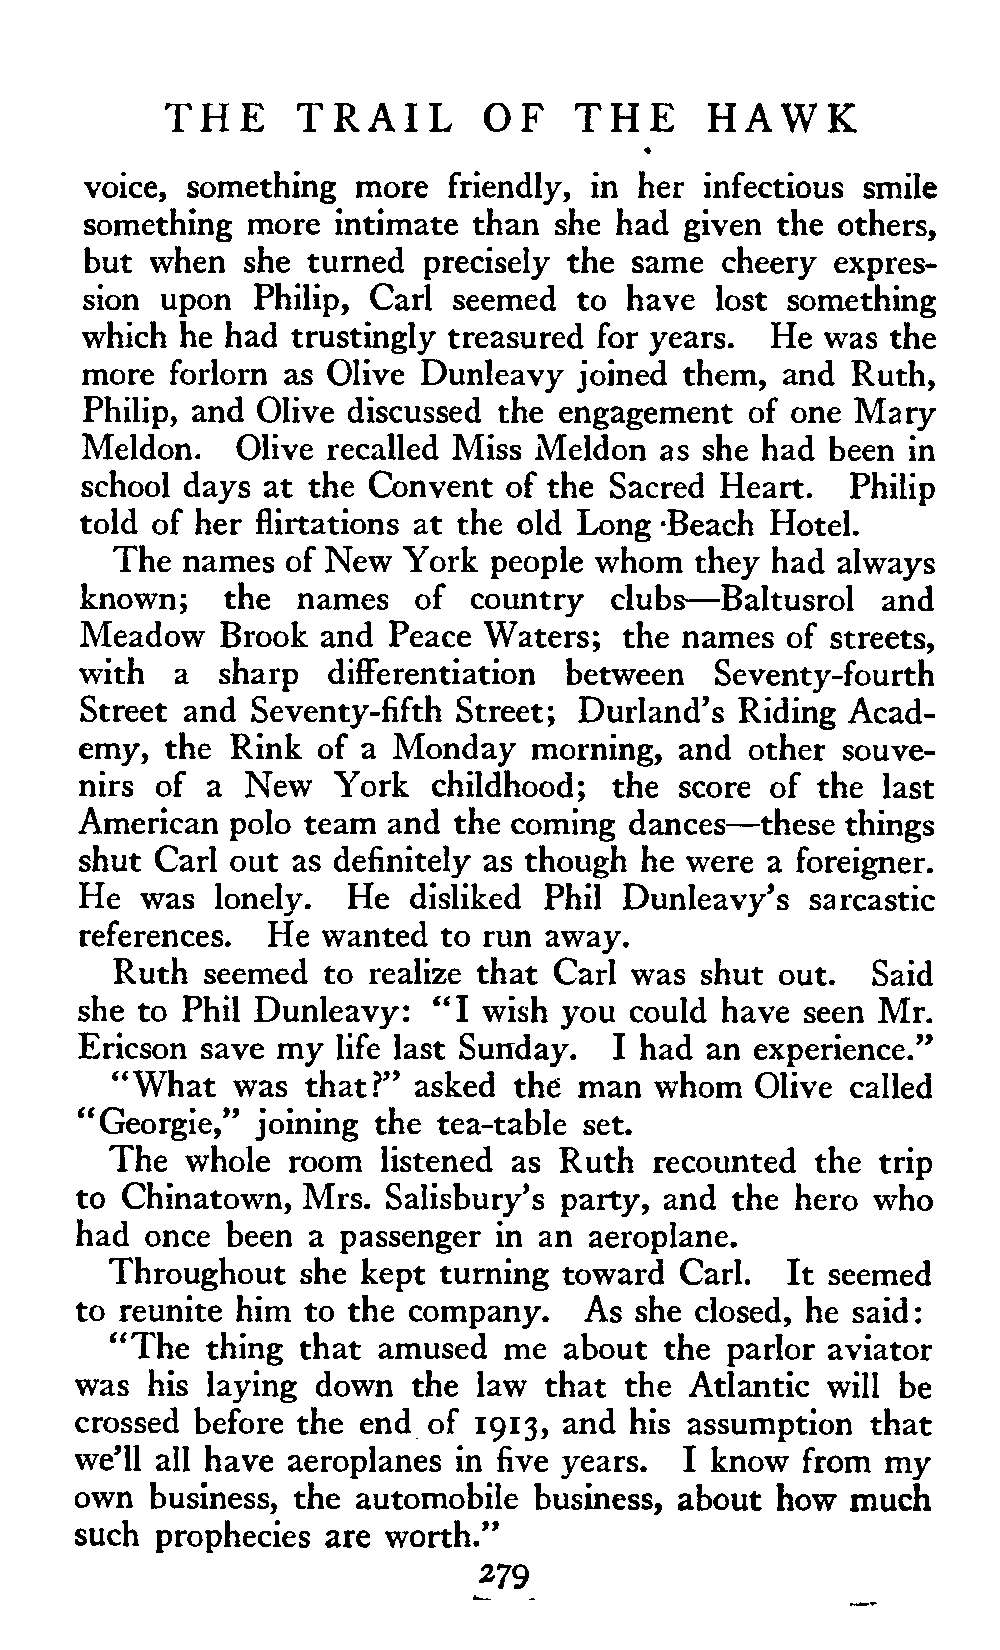 THE TRAIL OF THE HAWK
voice, something more friendly, in her infectious smile
something more intimate than she had given the others,
but when she turned precisely the same cheery expres-
sion upon Philip, Carl seemed to have lost something
which he had trustingly treasured for years. He was the
more forlorn as Olive Dunleavy joined them, and Ruth,
Philip, and Olive discussed the engagement of one Mary
Meldon. Olive recalled Miss Meldon as she had been in
school days at the Convent of the Sacred Heart. Philip
told of her flirtations at the old Long Beach Hotel.
The names of New York people whom they had always
known; the names of country clubs—Baltusrol and
Meadow Brook and Peace Waters; the names of streets,
with a sharp differentiation between Seventy-fourth
Street and Seventy-fifth Street; Durland's Riding Acad-
emy, the Rink of a Monday morning, and other souve-
nirs of a New York childhood; the score of the last
American polo team and the coming dances—these things
shut Carl out as definitely as though he were a foreigner.
He was lonely. He disliked Phil Dunleavy's sarcastic
references. He wanted to run away.
Ruth seemed to realize that Carl was shut out. Said
she to Phil Dunleavy: "I wish you could have seen Mr.
Ericson save my life last Sunday. I had an experience."
"What was that?" asked the man whom Olive called
"Georgie," joining the tea-table set.
The whole room listened as Ruth recounted the trip
to Chinatown, Mrs. Salisbury's party, and the hero who
had once been a passenger in an aeroplane.
Throughout she kept turning toward Carl. It seemed
to reunite him to the company. As she closed, he said:
"The thing that amused me about the parlor aviator
was his laying down the law that the Atlantic will be
crossed before the end of 1913, and his assumption that
we'll all have aeroplanes in five years. I know from my
own business, the automobile business, about how much
such prophecies are worth."
279